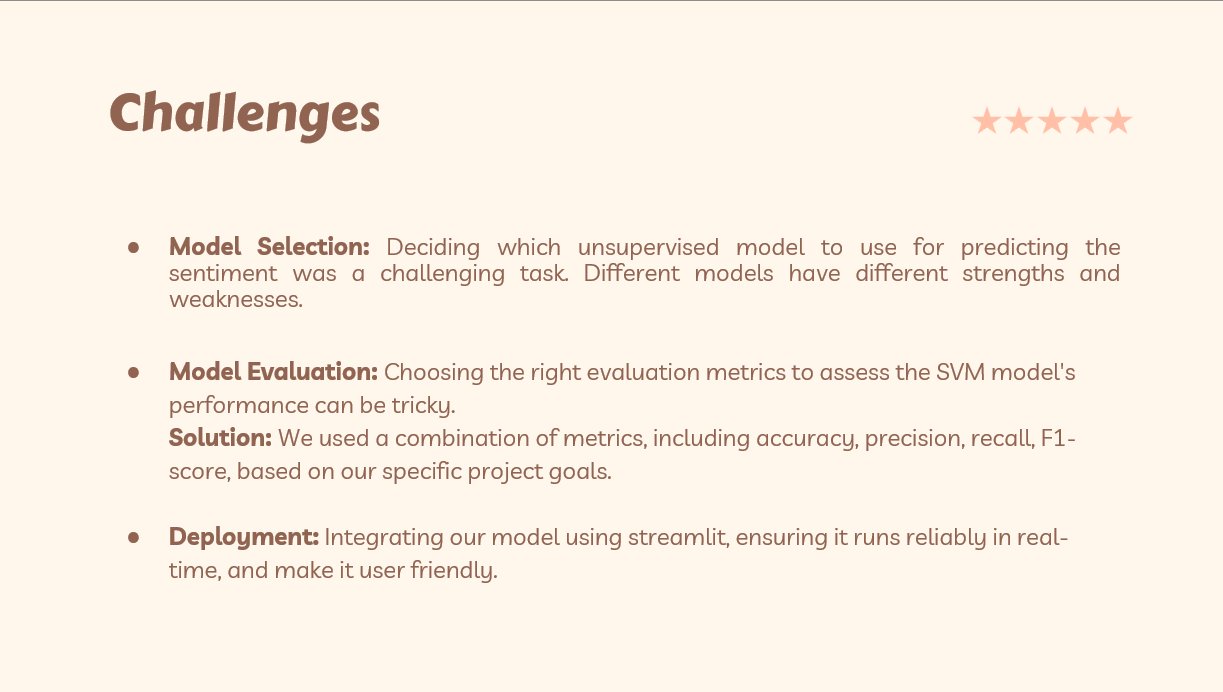 Challenges
● Model Selection: Deciding which unsupervised model to use for predicting the
sentiment was a challenging task. Different models have different strengths and
weaknesses.
● Model Evaluation: Choosing the right evaluation metrics to assess the SVM model's
performance can be tricky.
Solution: We used a combination of metrics, including accuracy, precision, recall, F1-
score, based on our specific project goals.
● Deployment: Integrating our model using streamlit, ensuring it runs reliably in real-
time, and make it user friendly.